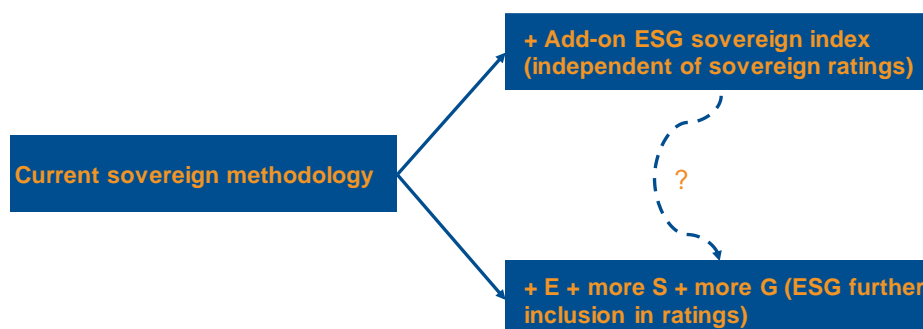 + Add-on ESG sovereign index
(independent of sovereign ratings)
Current sovereign methodology
?
+ E + more S + more G (ESG further
inclusion in ratings)